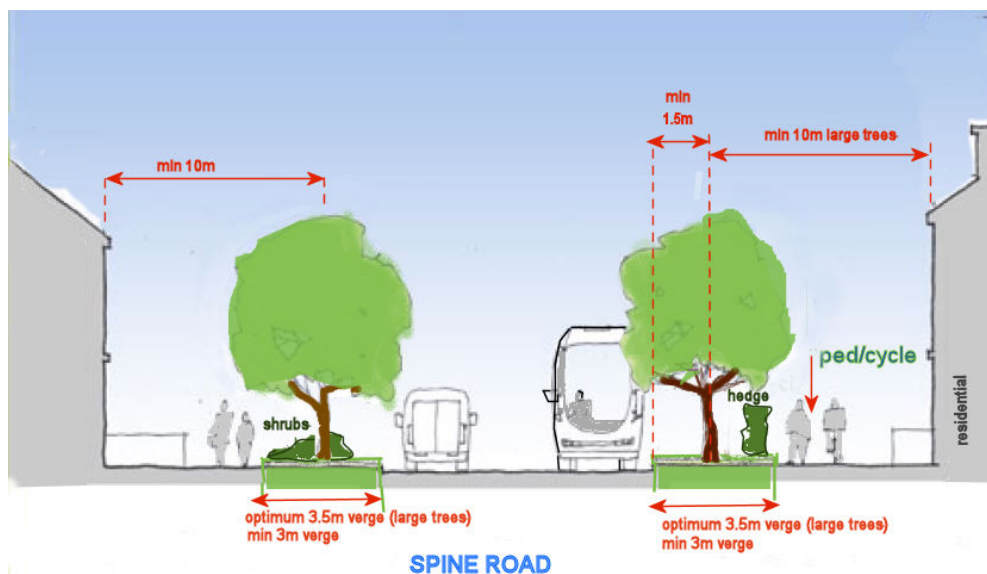 min
1.5m
min 10m
min 10m large trees
ped/cycle
hedge
shrubs
residential
optimum 3.5m verge (large trees)
min 3m verge
optimum 3.5m verge (large trees)
min 3m verge
SPINE ROAD